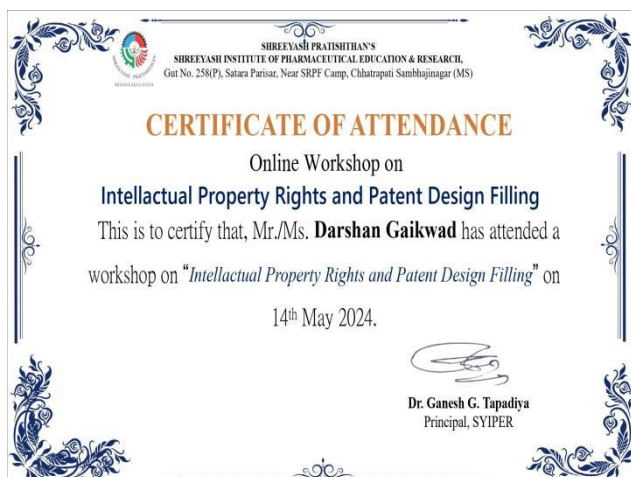 SHREEYASH PRATISHTHAN'S
SHREEYASH INSTITUTE OF PHARMACEUTICAL EDUCATION & RESEARCH,
Gut No. 258(P), Satara Parisar, Near SRPF Camp, Chhatrapati Sambhajinagar (MS)
SHREEYASH PRATISHTHAN
CERTIFICATE OF ATTENDANCE
Online Workshop on
Intellactual Property Rights and Patent Design Filling
This is to certify that, Mr./Ms. Darshan Gaikwad has attended a
workshop on “Intellactual Property Rights and Patent Design Filling” on
14th May 2024.
Dr. Ganesh G. Tapadiya
Principal, SYIPER